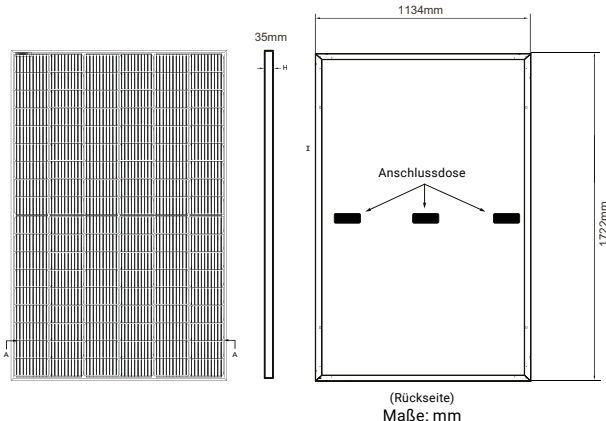 1134mm
35mm
H
I
Anschlussdose
1722mm
A
A
(Rückseite)
Maße: mm